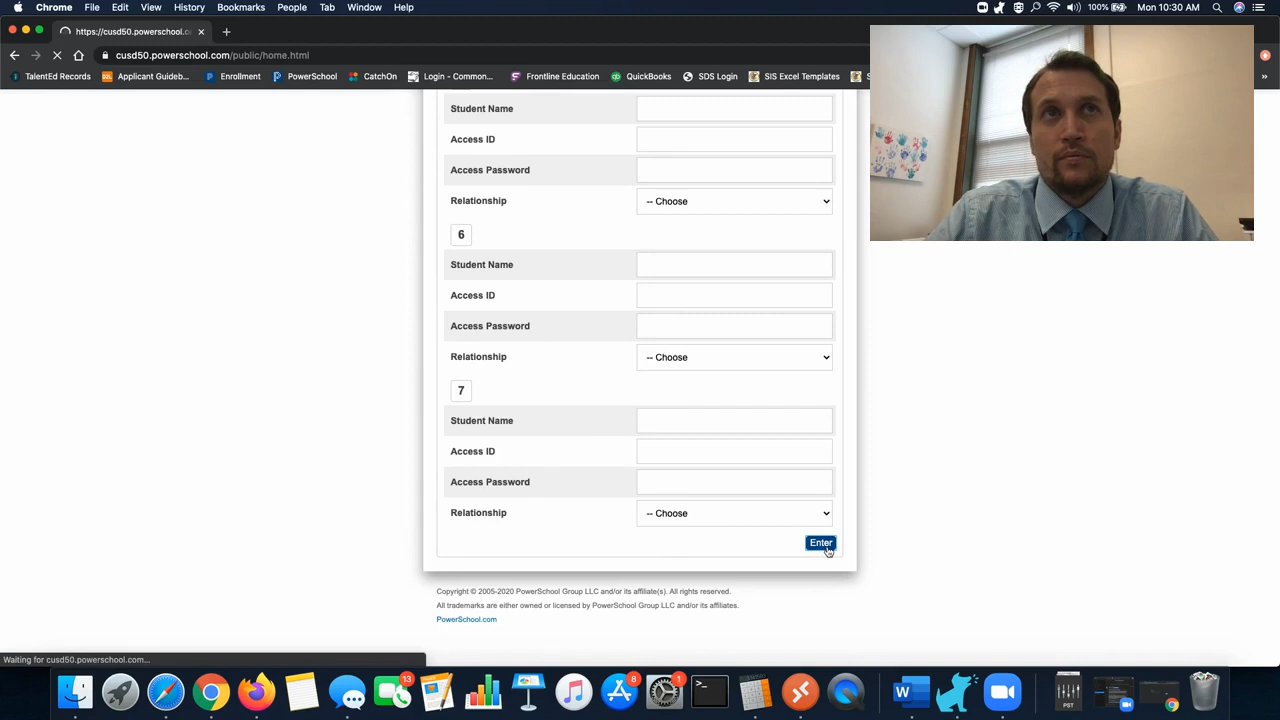 Chrome File Edit View History Bookmarks People Tab Window Help 100% Mon 10:30 AM
https://cusd50.powerschool.c
cusd50.powerschool.com/public/home.html
TalentEd Records Applicant Guideb... Enrollment PowerSchool CatchOn Login - Common... Frontline Education QuickBooks SDS Login SIS Excel Templates »
Student Name
Access ID
Access Password
Relationship -- Choose
6
Student Name
Access ID
Access Password
Relationship -- Choose
7
Student Name
Access ID
Access Password
Relationship -- Choose
Enter
Copyright © 2005-2020 PowerSchool Group LLC and/or its affiliate(s). All rights reserved.
All trademarks are either owned or licensed by PowerSchool Group LLC and/or its affiliates.
PowerSchool.com
Waiting for cusd50.powerschool.com...
13 8 1 W PST